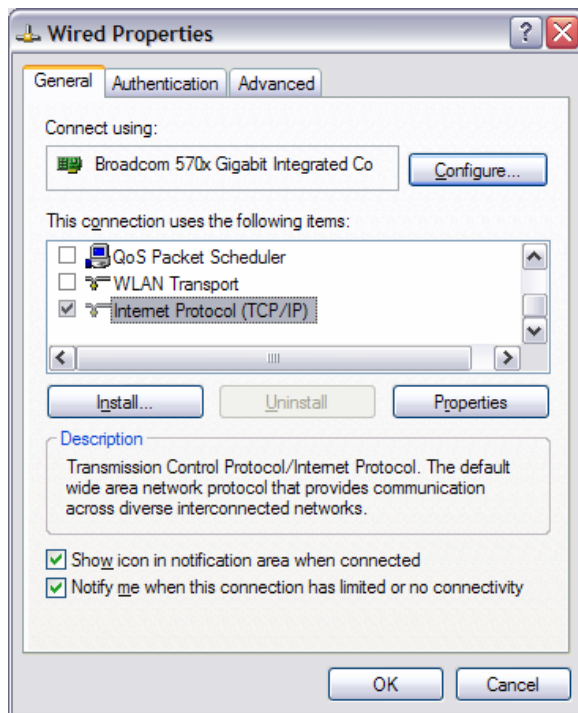 Wired Properties
General
Authentication
Advanced
Connect using:
Broadcom 570x Gigabit Integrated Co
Configure...
This connection uses the following items:
QoS Packet Scheduler
WLAN Transport
Internet Protocol (TCP/IP)
Install...
Uninstall
Properties
Description
Transmission Control Protocol/Internet Protocol. The default
wide area network protocol that provides communication
across diverse interconnected networks.
Show icon in notification area when connected
Notify me when this connection has limited or no connectivity
OK
Cancel